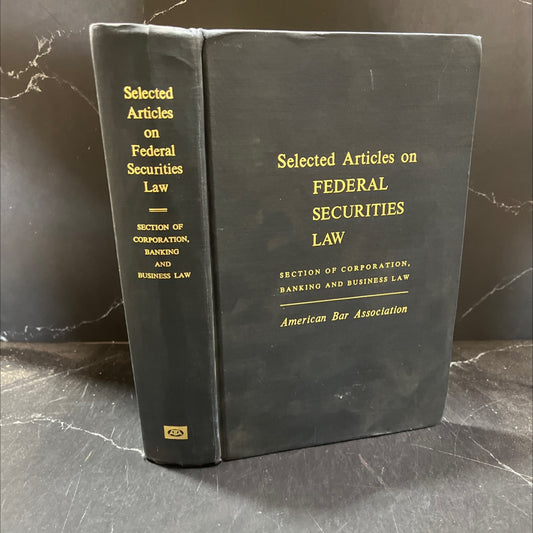 Selected
Articles
on
Federal
Securities
Law
SECTION OF
CORPORATION,
BANKING
AND
BUSINESS LAW
ABA
Selected Articles on
FEDERAL
SECURITIES
LAW
SECTION OF CORPORATION,
BANKING AND BUSINESS LAW
American Bar Association